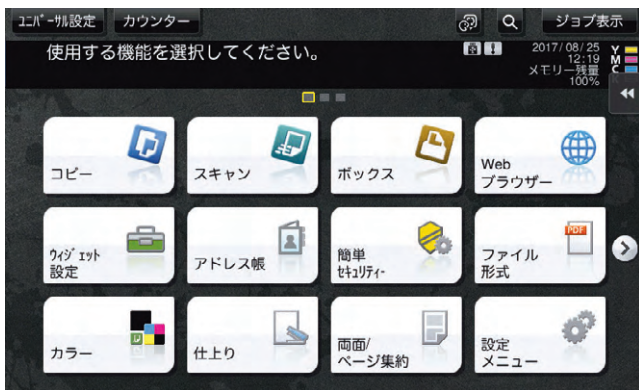 ユニバーサル設定
カウンター
ジョブ表示
使用する機能を選択してください。
2017/08/25
12:19
メモリー残量
100%
Y
M
C
コピー
スキャン
ボックス
Web
ブラウザー
ウィジェット
設定
アドレス帳
簡単
セキュリティー
PDF
ファイル
形式
カラー
仕上り
両面/
ページ集約
設定
メニュー